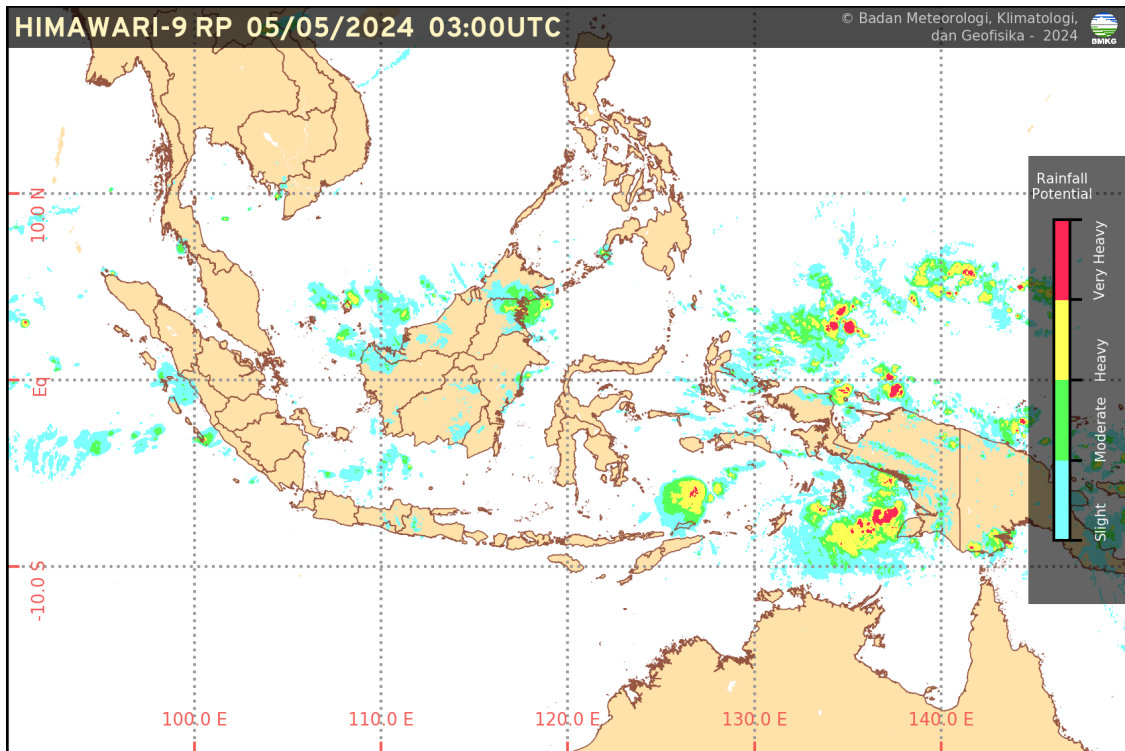 HIMAWARI-9 RP  05/05/2024  03:00UTC
© Badan Meteorologi, Klimatologi,
dan Geofisika -  2024
BMKG
Rainfall
Potential
Very Heavy
Heavy
Moderate
Slight
10.0 N
Eq
-10.0 S
100.0 E
110.0 E
120.0 E
130.0 E
140.0 E